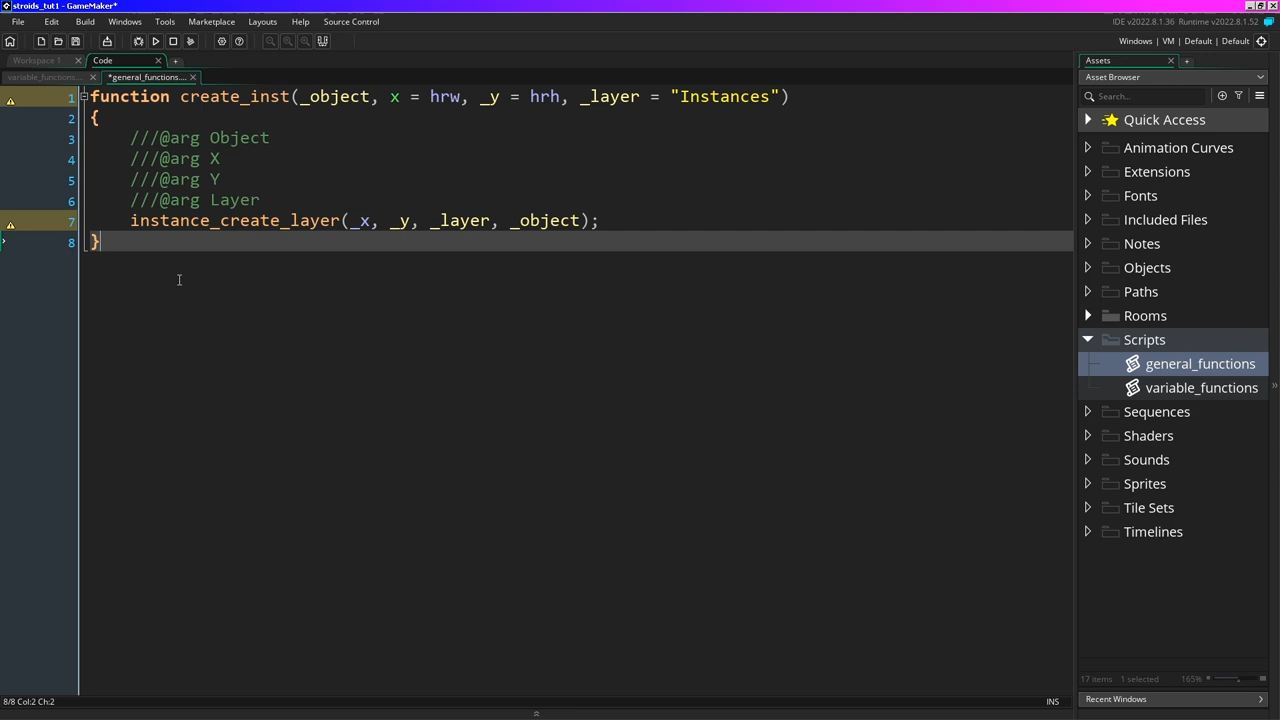 stroids_tut1 - GameMaker*
File Edit Build Windows Tools Marketplace Layouts Help Source Control
IDE v2022.8.1.36 Runtime v2022.8.1.52
Windows | VM | Default | Default
Workspace 1 Code
variable_functions... *general_functions....
1 function create_inst(_object, x = hrw, _y = hrh, _layer = "Instances")
2 {
3 ///@arg Object
4 ///@arg X
5 ///@arg Y
6 ///@arg Layer
7 instance_create_layer(_x, _y, _layer, _object);
8 }
8/8 Col:2 Ch:2
INS
Assets
Asset Browser
Search...
Quick Access
Animation Curves
Extensions
Fonts
Included Files
Notes
Objects
Paths
Rooms
Scripts
general_functions
variable_functions
Sequences
Shaders
Sounds
Sprites
Tile Sets
Timelines
17 items 1 selected 165%
Recent Windows